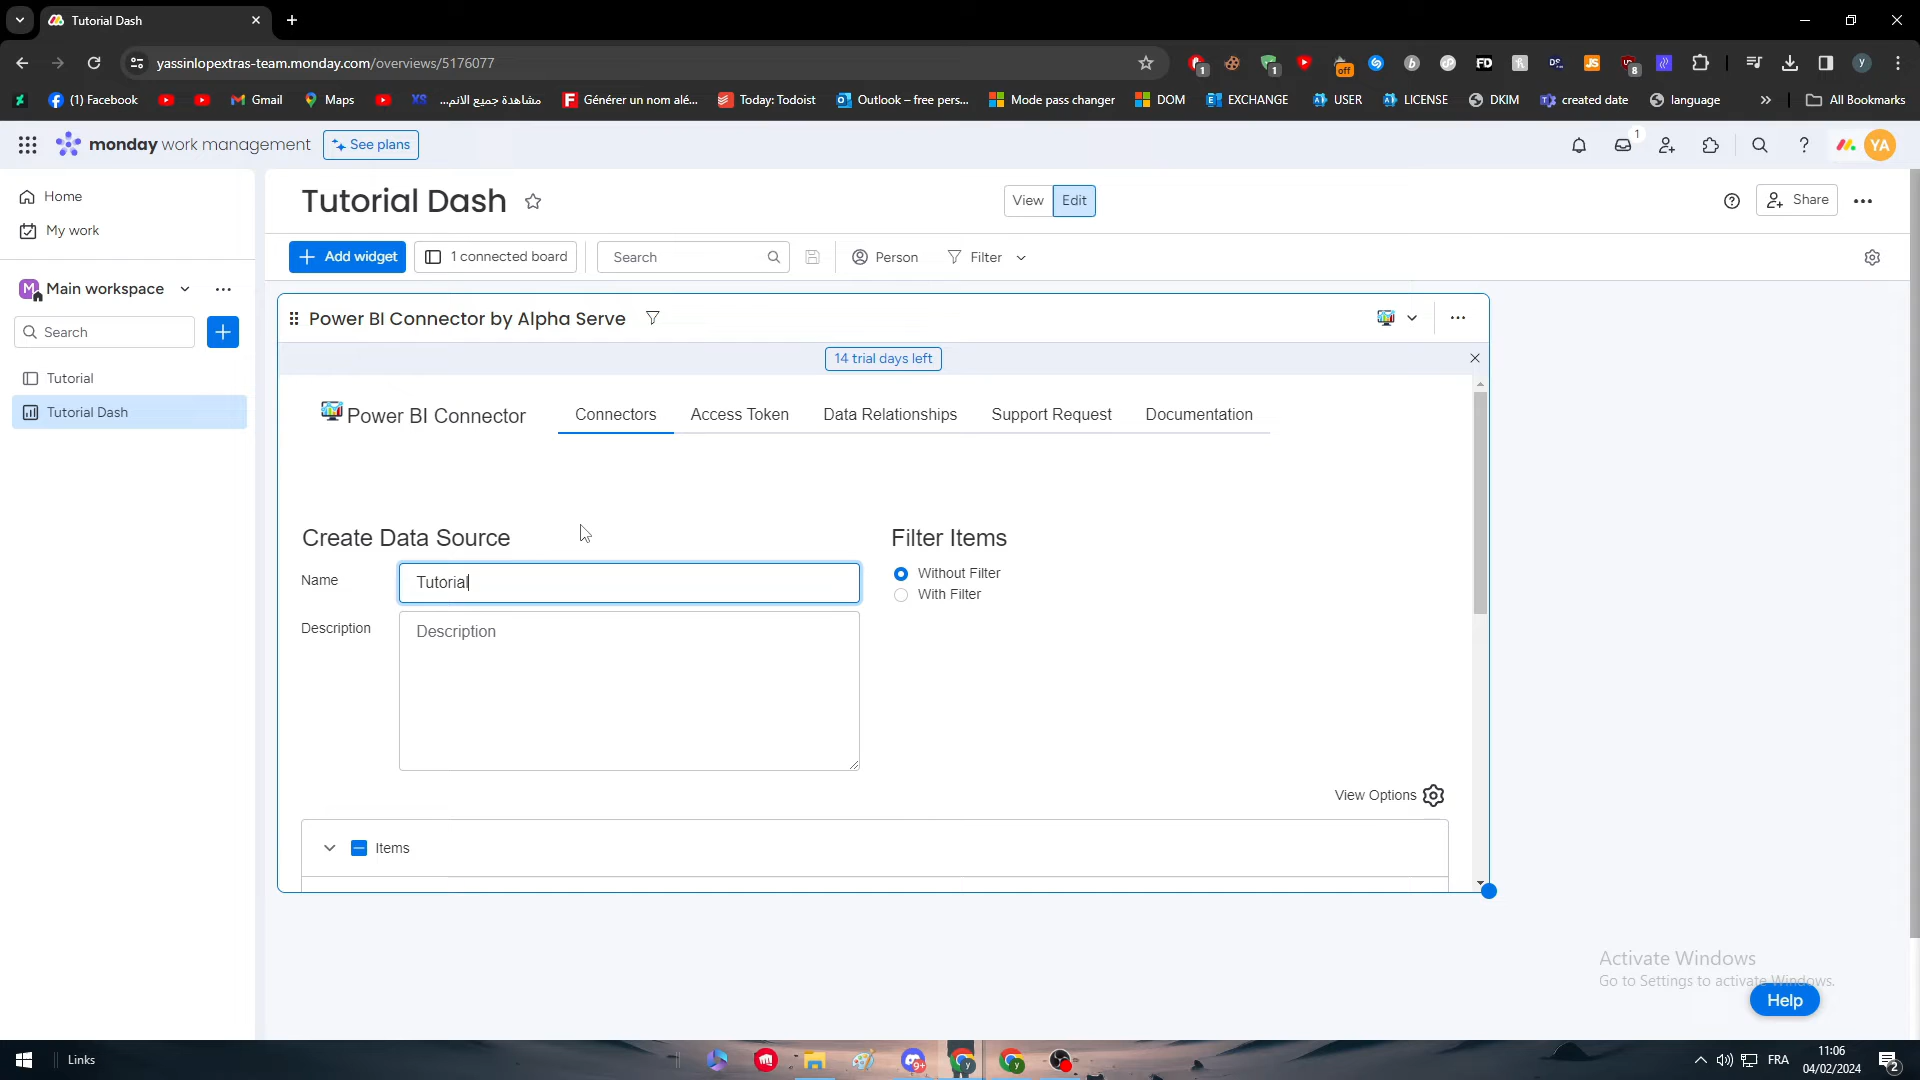 Tutorial Dash
yassinlopextras-team.monday.com/overviews/5176077
(1) Facebook
Gmail
Maps
مشاهدة جميع الانم...
Générer un nom alé...
Today: Todoist
Outlook – free pers...
Mode pass changer
DOM
EXCHANGE
USER
LICENSE
DKIM
created date
language
All Bookmarks
monday work management
See plans
1
YA
Home
My work
Main workspace
Search
Tutorial
Tutorial Dash
Tutorial Dash
View
Edit
Share
Add widget
1 connected board
Search
Person
Filter
Power BI Connector by Alpha Serve
14 trial days left
Power BI Connector
Connectors
Access Token
Data Relationships
Support Request
Documentation
Create Data Source
Name
Tutorial
Description
Description
Filter Items
Without Filter
With Filter
View Options
Items
Activate Windows
Go to Settings to activate Windows.
Help
Links
FRA
11:06
04/02/2024
2